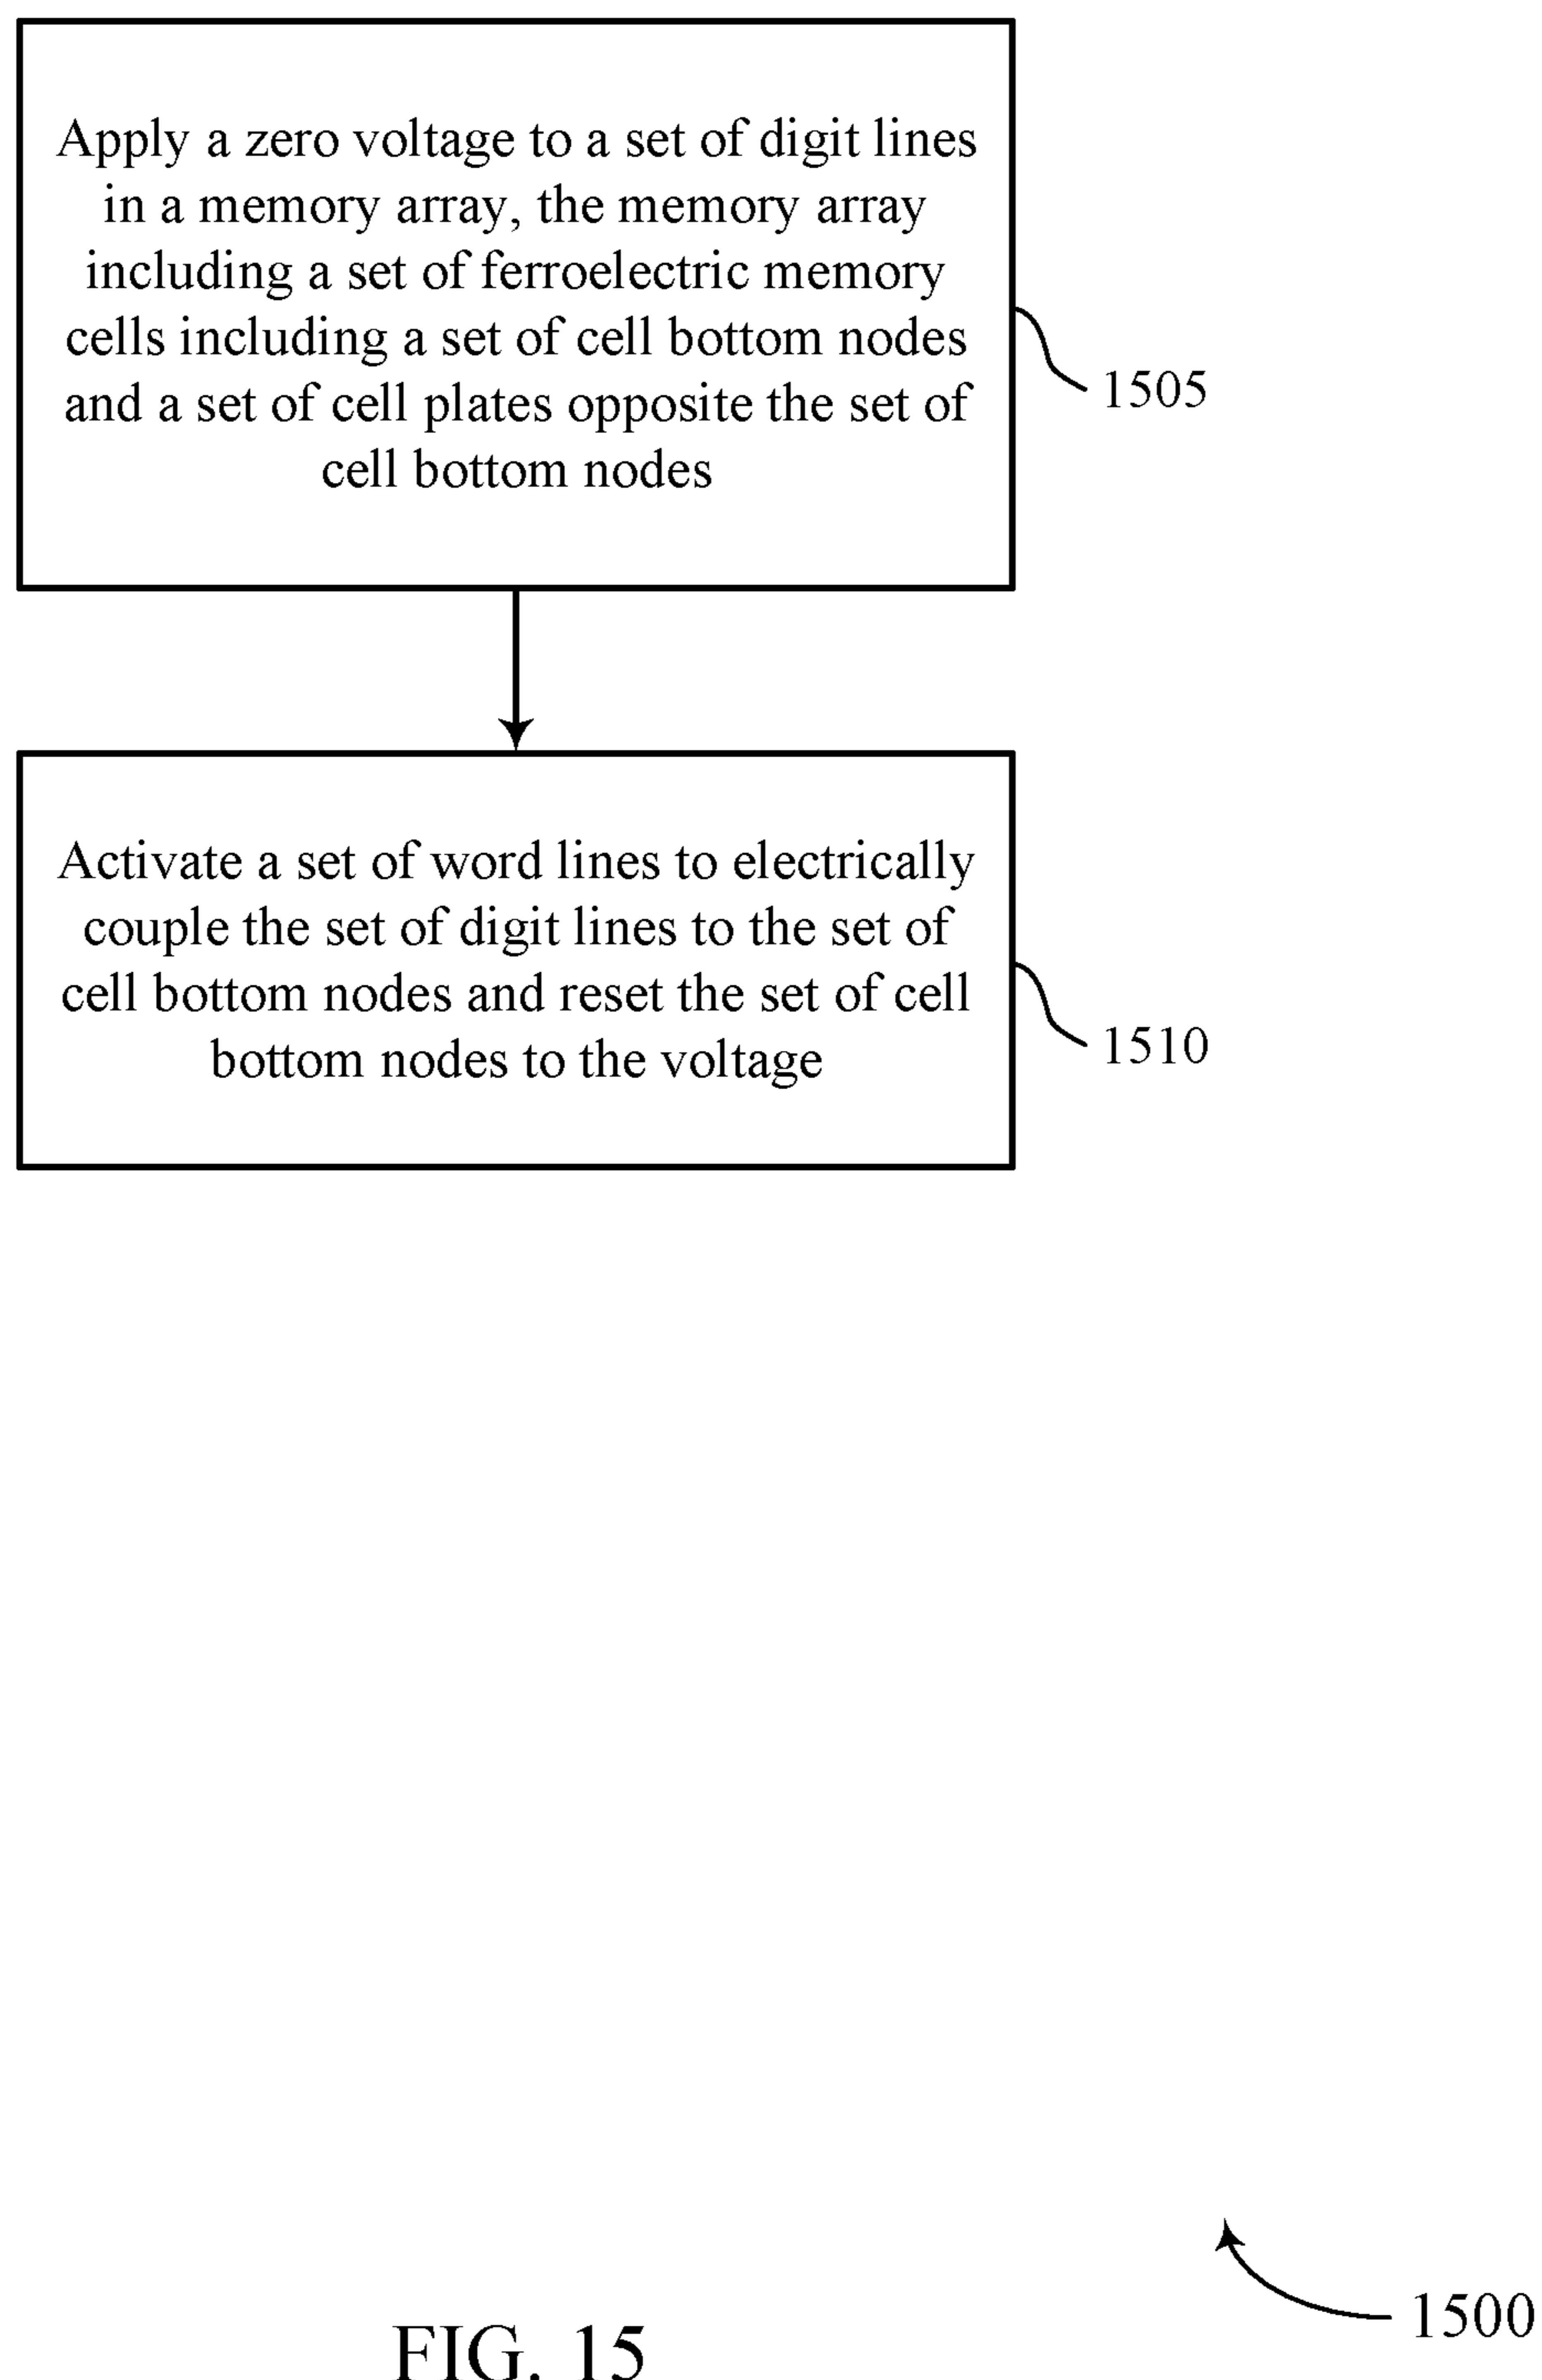 Apply a zero voltage to a set of digit lines
in a memory array, the memory array
including a set of ferroelectric memory
cells including a set of cell bottom nodes
and a set of cell plates opposite the set of
cell bottom nodes
1505
Activate a set of word lines to electrically
couple the set of digit lines to the set of
cell bottom nodes and reset the set of cell
bottom nodes to the voltage
1510
1500
FIG. 15